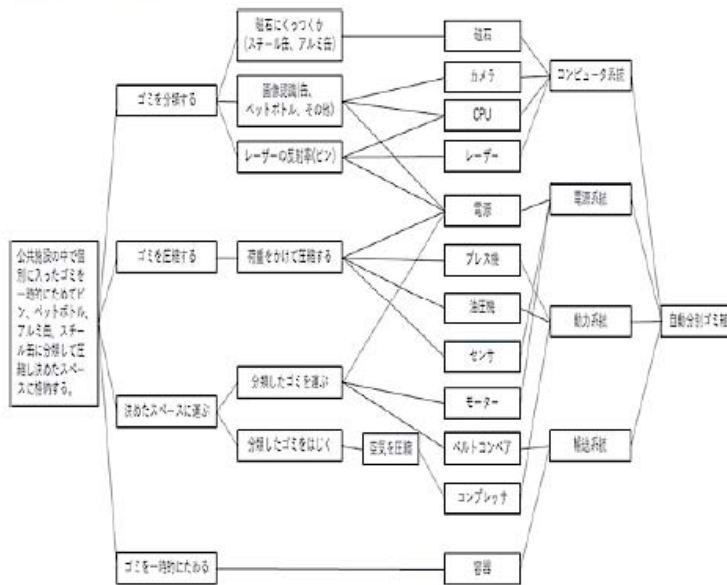 磁石にくっつくか
(スチール缶、アルミ缶)
磁石
ゴミを分類する
画像認識(缶、
ペットボトル、その他)
カメラ
コンピュータ系統
CPU
レーザーの反射率(ビン)
レーザー
電源
電源系統
公共施設の中で個
別に入ったゴミを
一時的にためてビ
ン、ペットボトル、
アルミ缶、スチー
ル缶に分類して圧
縮し決めたスペー
スに格納する。
ゴミを圧縮する
荷重をかけて圧縮する
プレス機
油圧機
動力系統
自動分別ゴミ箱
センサ
分類したゴミを運ぶ
モーター
決めたスペースに運ぶ
分類したゴミをはじく
空気を圧縮
ベルトコンベア
輸送系統
コンプレッサ
ゴミを一時的にためる
容器